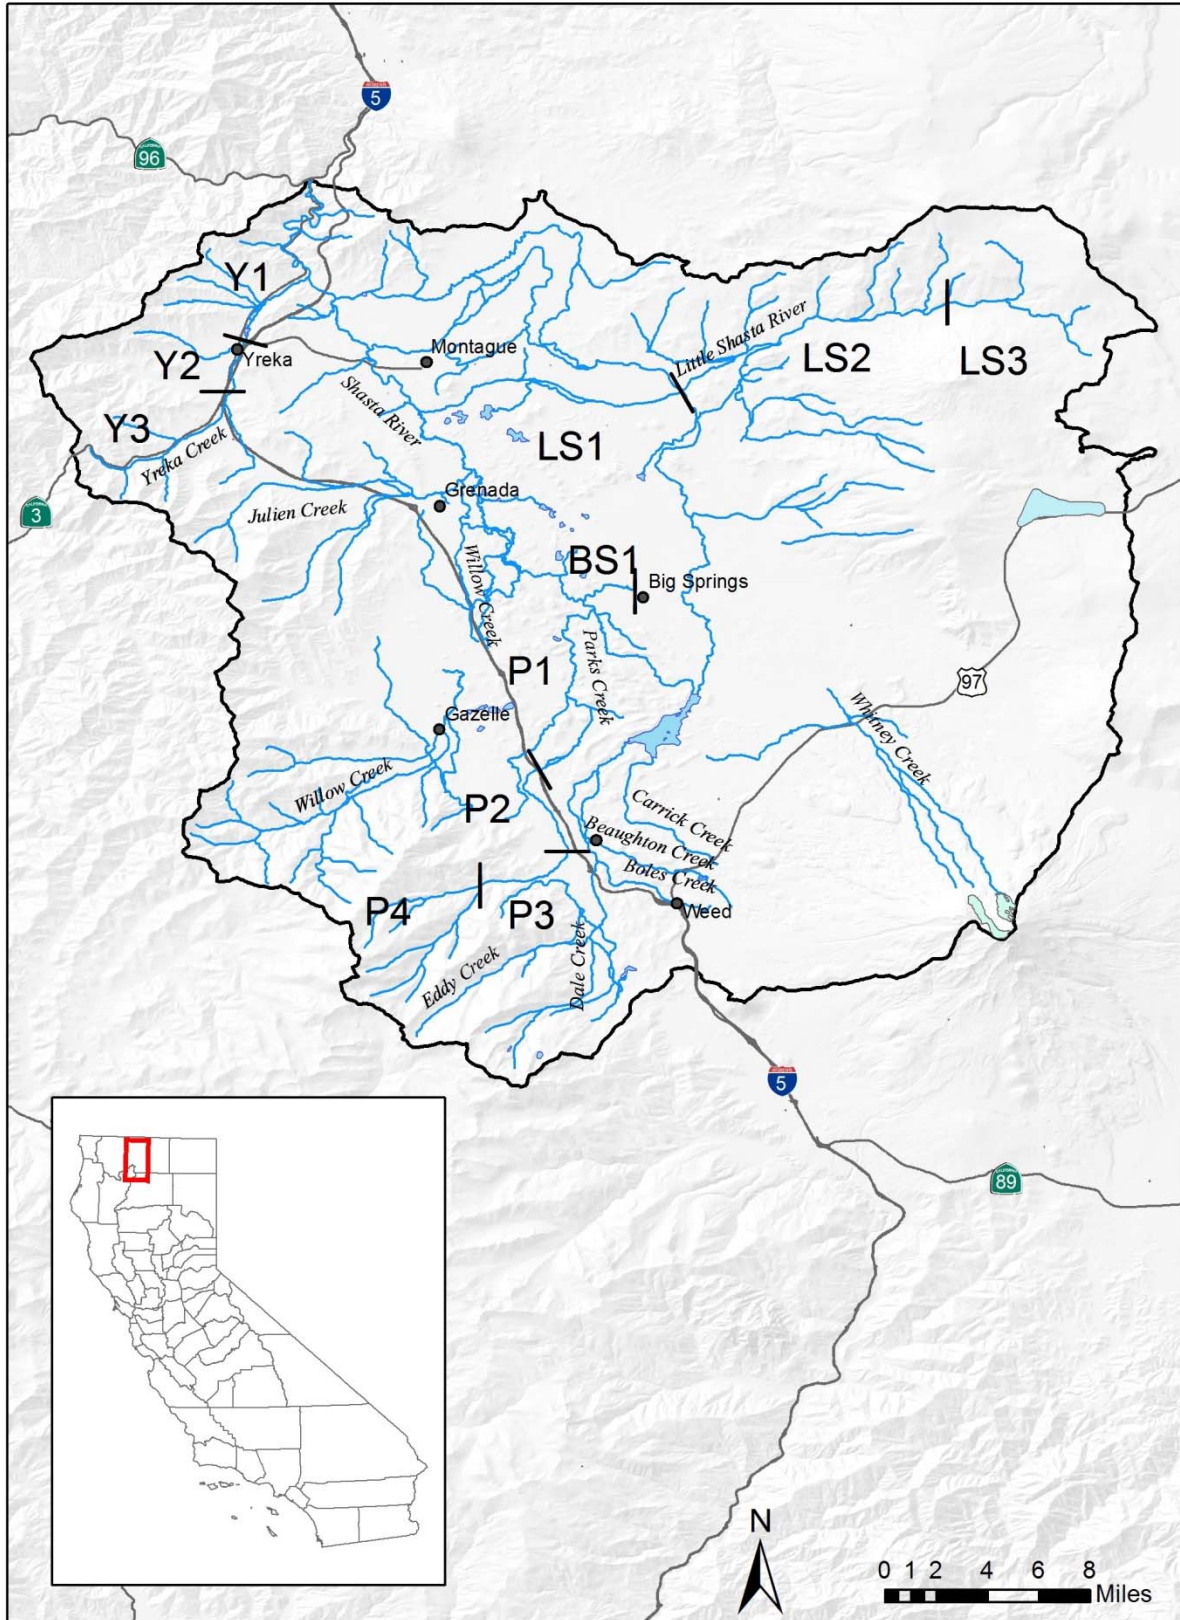 5
96
Y1
Little Shasta River
Montague
Yreka
LS2
LS3
Y2
Shasta River
Y3
LS1
Yreka Creek
3
Grenada
Julien Creek
BS1
Big Springs
Willow Creek
Parks Creek
P1
97
Gazelle
Whitney Creek
Willow Creek
Carrick Creek
P2
Beaughton Creek
Boles Creek
P4
P3
Weed
Eddy Creek
Dale Creek
5
89
N
0 1 2 4 6 8
Miles